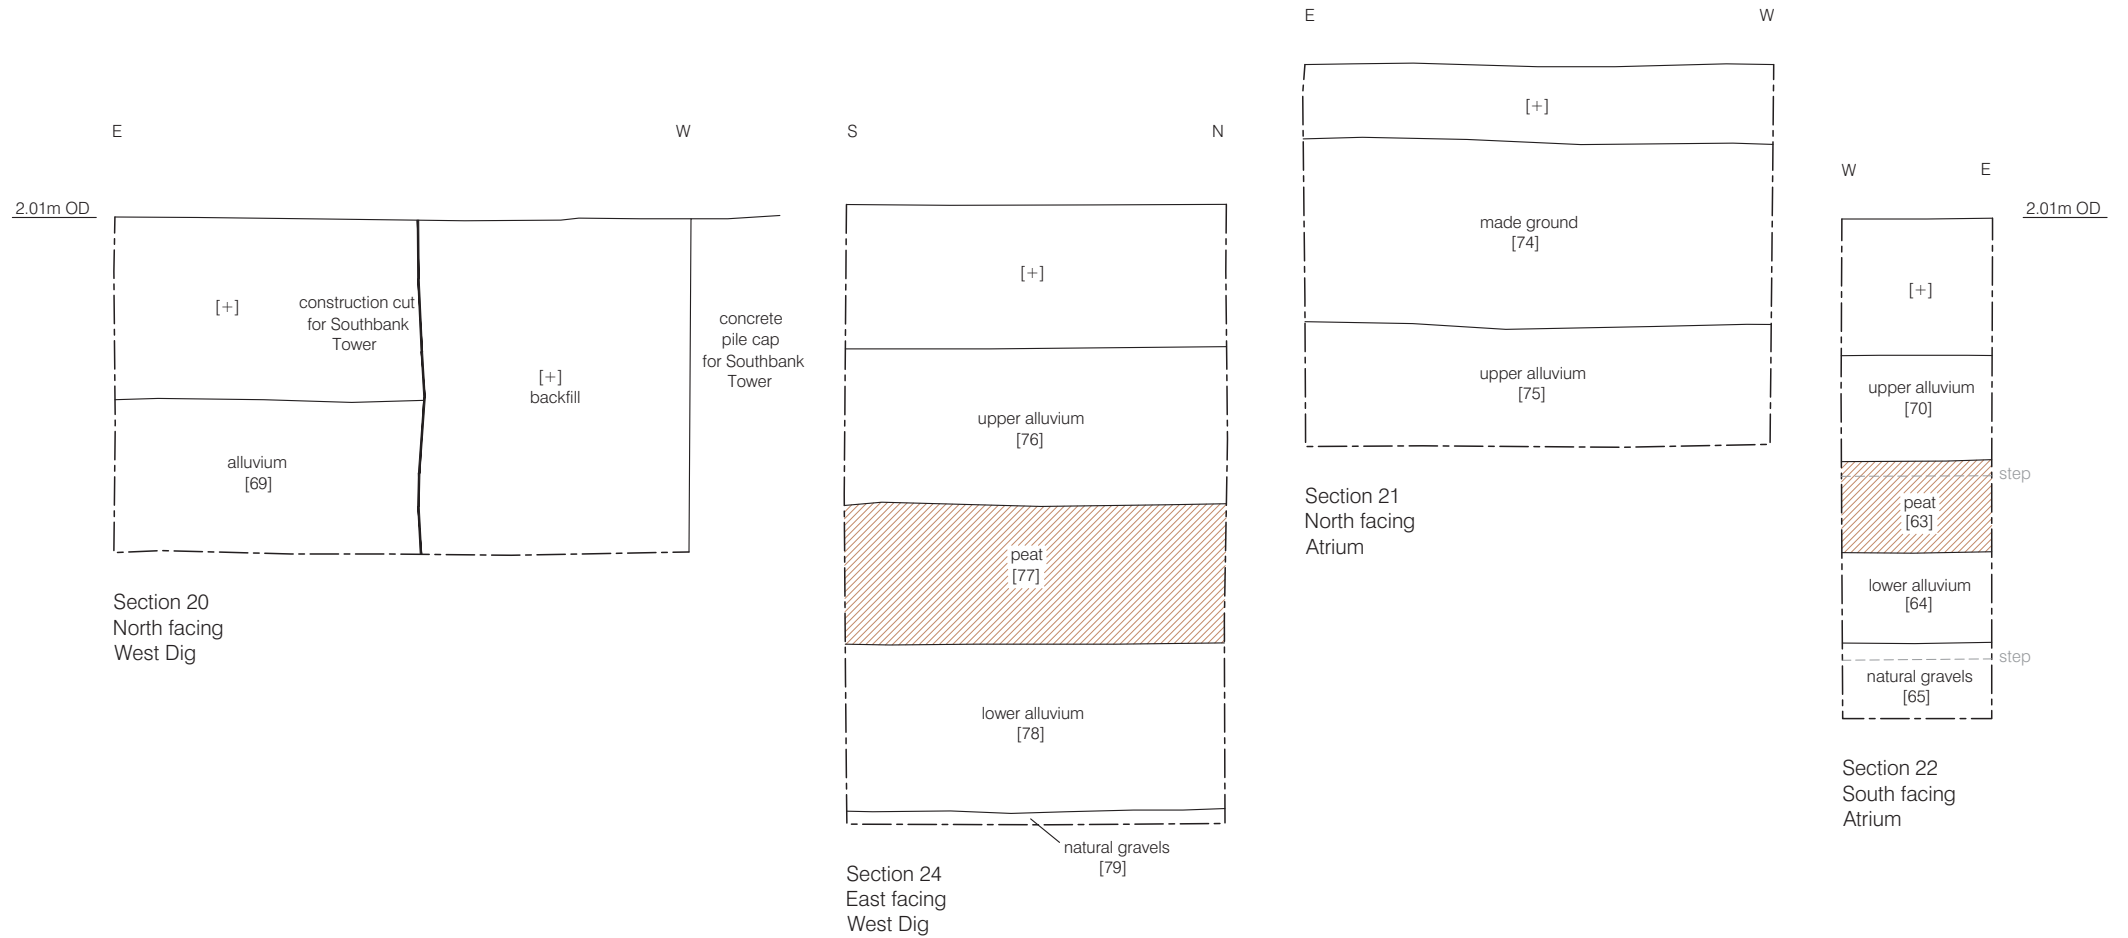 E
W
2.01m OD
[+]
construction cut
for Southbank
Tower
[+]
backfill
concrete
pile cap
for Southbank
Tower
alluvium
[69]
Section 20
North facing
West Dig
S
N
[+]
upper alluvium
[76]
peat
[77]
lower alluvium
[78]
natural gravels
[79]
Section 24
East facing
West Dig
E
W
[+]
made ground
[74]
upper alluvium
[75]
Section 21
North facing
Atrium
W
E
2.01m OD
[+]
upper alluvium
[70]
step
peat
[63]
lower alluvium
[64]
step
natural gravels
[65]
Section 22
South facing
Atrium